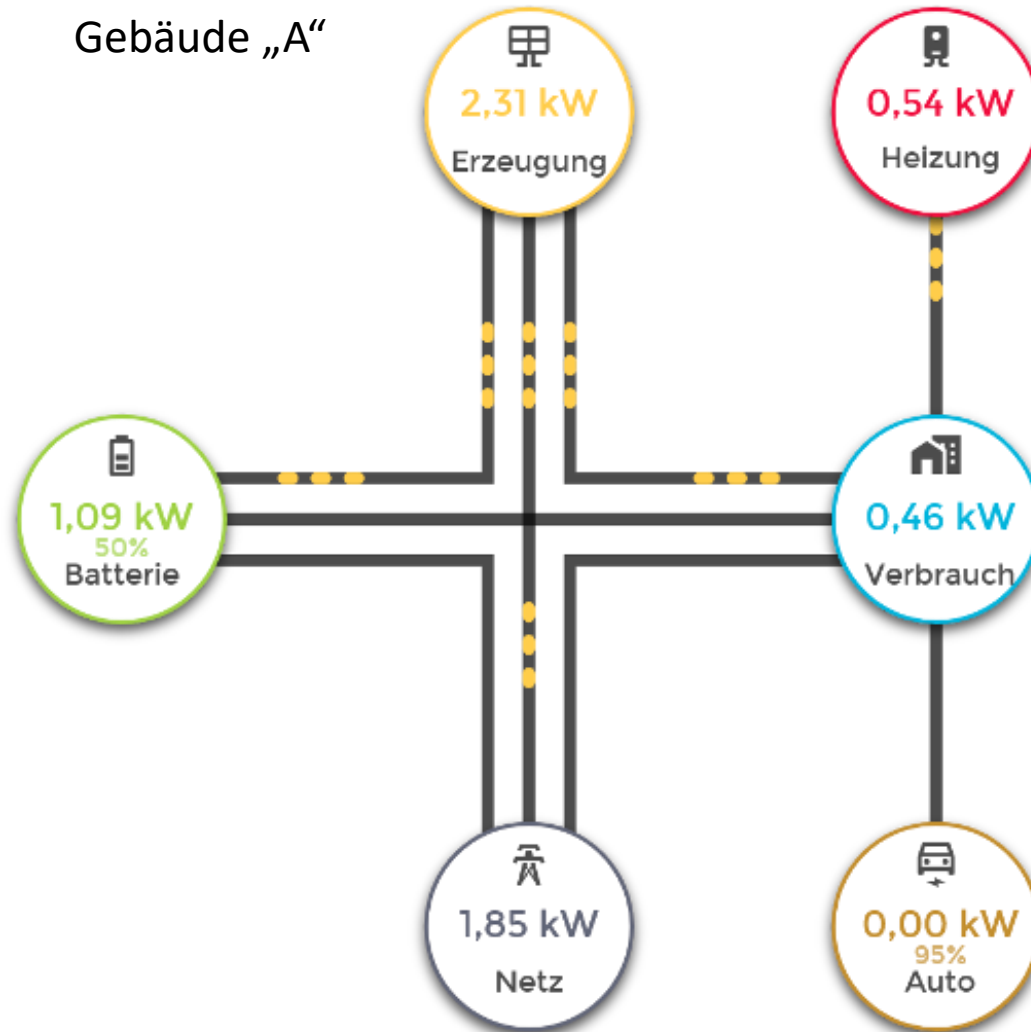 Gebäude „A“
2,31 kW
Erzeugung
0,54 kW
Heizung
1,09 kW
50%
Batterie
0,46 kW
Verbrauch
1,85 kW
Netz
0,00 kW
95%
Auto